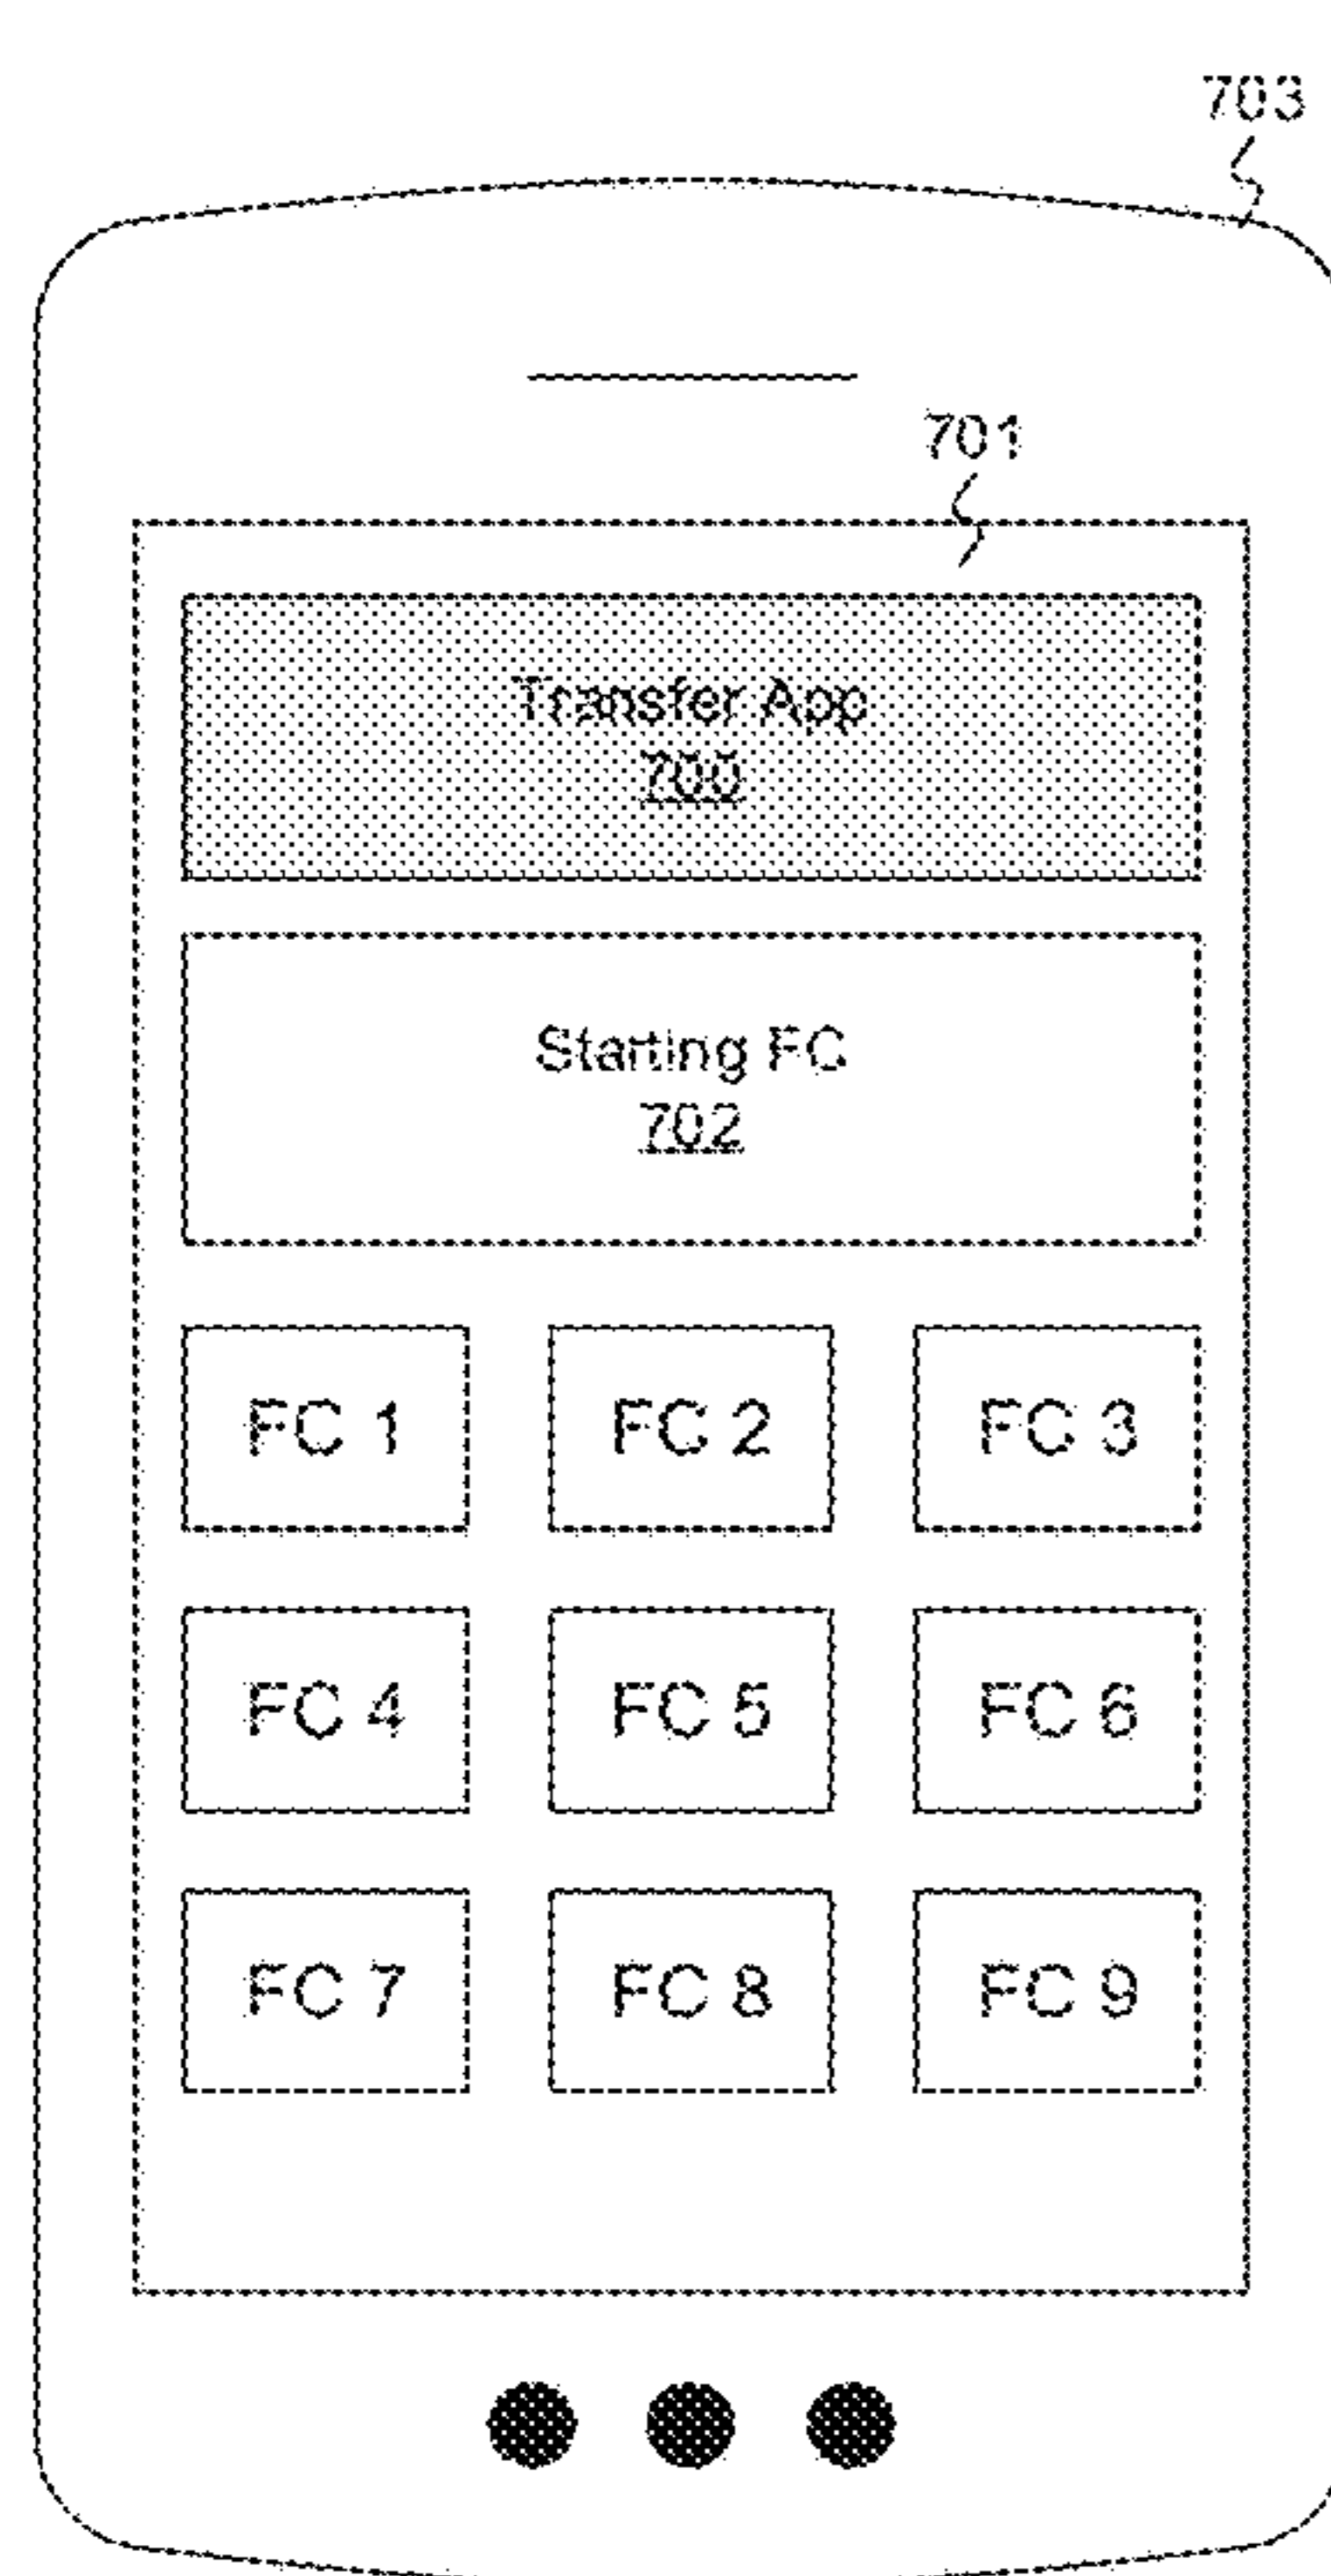 703
701
Transfer App
700
Starting FC
702
FC 1 FC 2 FC 3
FC 4 FC 5 FC 6
FC 7 FC 8 FC 9